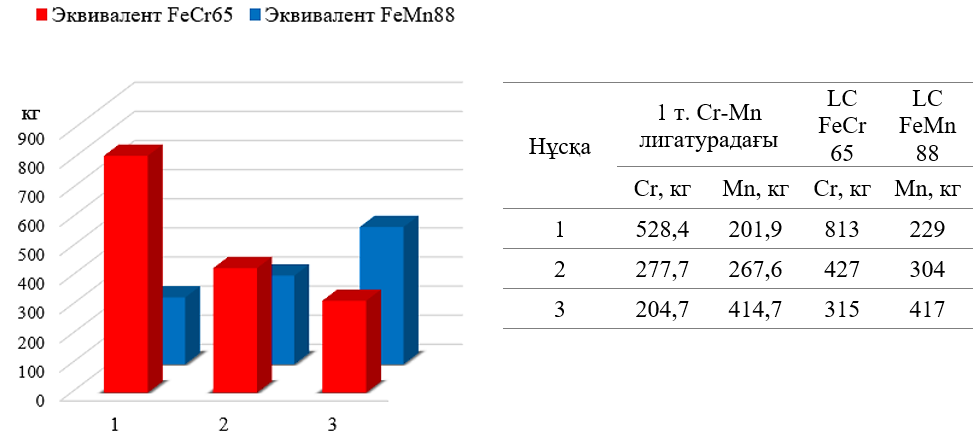 Эквивалент FeCr65 Эквивалент FeMn88
кг
900
800
700
600
500
400
300
200
100
0
1 2 3
Нұсқа
1 т. Cr-Mn
лигатурадағы
LC
FeCr
65
LC
FeMn
88
Cr, кг Mn, кг Cr, кг Mn, кг
1 528,4 201,9 813 229
2 277,7 267,6 427 304
3 204,7 414,7 315 417